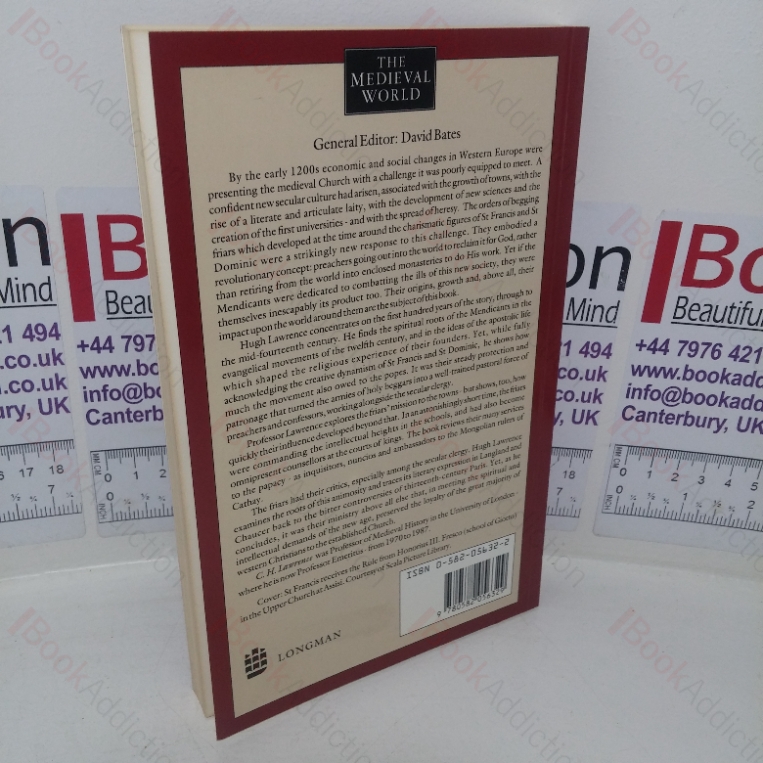 THE
MEDIEVAL
WORLD
General Editor: David Bates
By the early 1200s economic and social changes in Western Europe were
presenting the medieval Church with a challenge it was poorly equipped to meet. A
confident new secular culture had arisen, associated with the growth of towns, with the
rise of a literate and articulate laity, with the development of new sciences and the
creation of the first universities - and with the spread of heresy. The orders of begging
friars which developed at the time around the charismatic figures of St Francis and St
Dominic were a strikingly new response to this challenge. They embodied a
revolutionary concept: preachers going out into the world to reclaim it for God, rather
than retiring from the world into enclosed monasteries to do His work. Yet if the
Mendicants were dedicated to combatting the ills of this new society, they were
themselves inescapably its product too. Their origins, growth and, above all, their
impact upon the world around them are the subject of this book.
Hugh Lawrence concentrates on the first hundred years of the story, through to
the mid-fourteenth century. He finds the spiritual roots of the Mendicants in the
evangelical movements of the twelfth century, and in the ideas of the apostolic life
which shaped the religious experience of their founders. Yet, while fully
acknowledging the creative dynamism of St Francis and St Dominic, he shows how
much the movement also owed to the popes. It was their steady protection and
patronage that turned the armies of holy beggars into a well-trained pastoral force of
preachers and confessors, working alongside the secular clergy.
Professor Lawrence explores the friars' mission to the towns - but shows, too, how
quickly their influence developed beyond that. In an astonishingly short time, the friars
were commanding the intellectual heights in the schools, and had also become
omnipresent counsellors at the courts of kings. The book reviews their many services
to the papacy - as inquisitors, nuncios and ambassadors to the Mongolian rulers of
Cathay.
The friars had their critics, especially among the secular clergy. Hugh Lawrence
examines the roots of this animosity and traces its literary expression in Langland and
Chaucer back to the bitter controversies of thirteenth-century Paris. Yet, as he
concludes, it was their ministry above all else that, in meeting the spiritual and
intellectual demands of the new age, preserved the loyalty of the great majority of
western Christians to the established Church.
C. H. Lawrence was Professor of Medieval History in the University of London -
where he is now Professor Emeritus - from 1970 to 1987.
Cover: St Francis receives the Rule from Honorius III. Fresco (school of Giotto)
in the Upper Church at Assisi. Courtesy of Scala Picture Library.
ISBN 0-582-05632-2
9 780582 05632
LONGMAN
Mind
Beautiful
+44 7976 421 494
www.bookadd
info@bookadd
Canterbury, UK